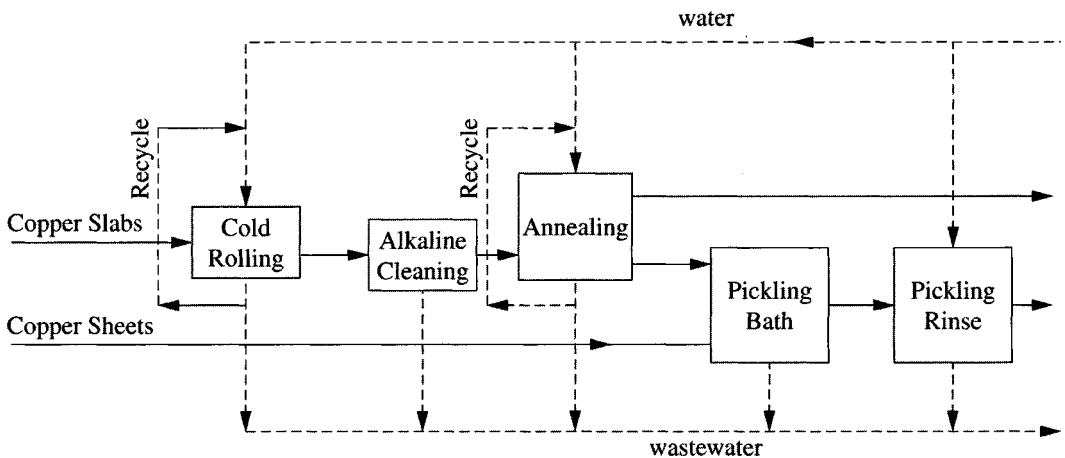 water
Recycle
Recycle
Copper Slabs
Cold
Rolling
Alkaline
Cleaning
Annealing
Pickling
Bath
Pickling
Rinse
Copper Sheets
wastewater